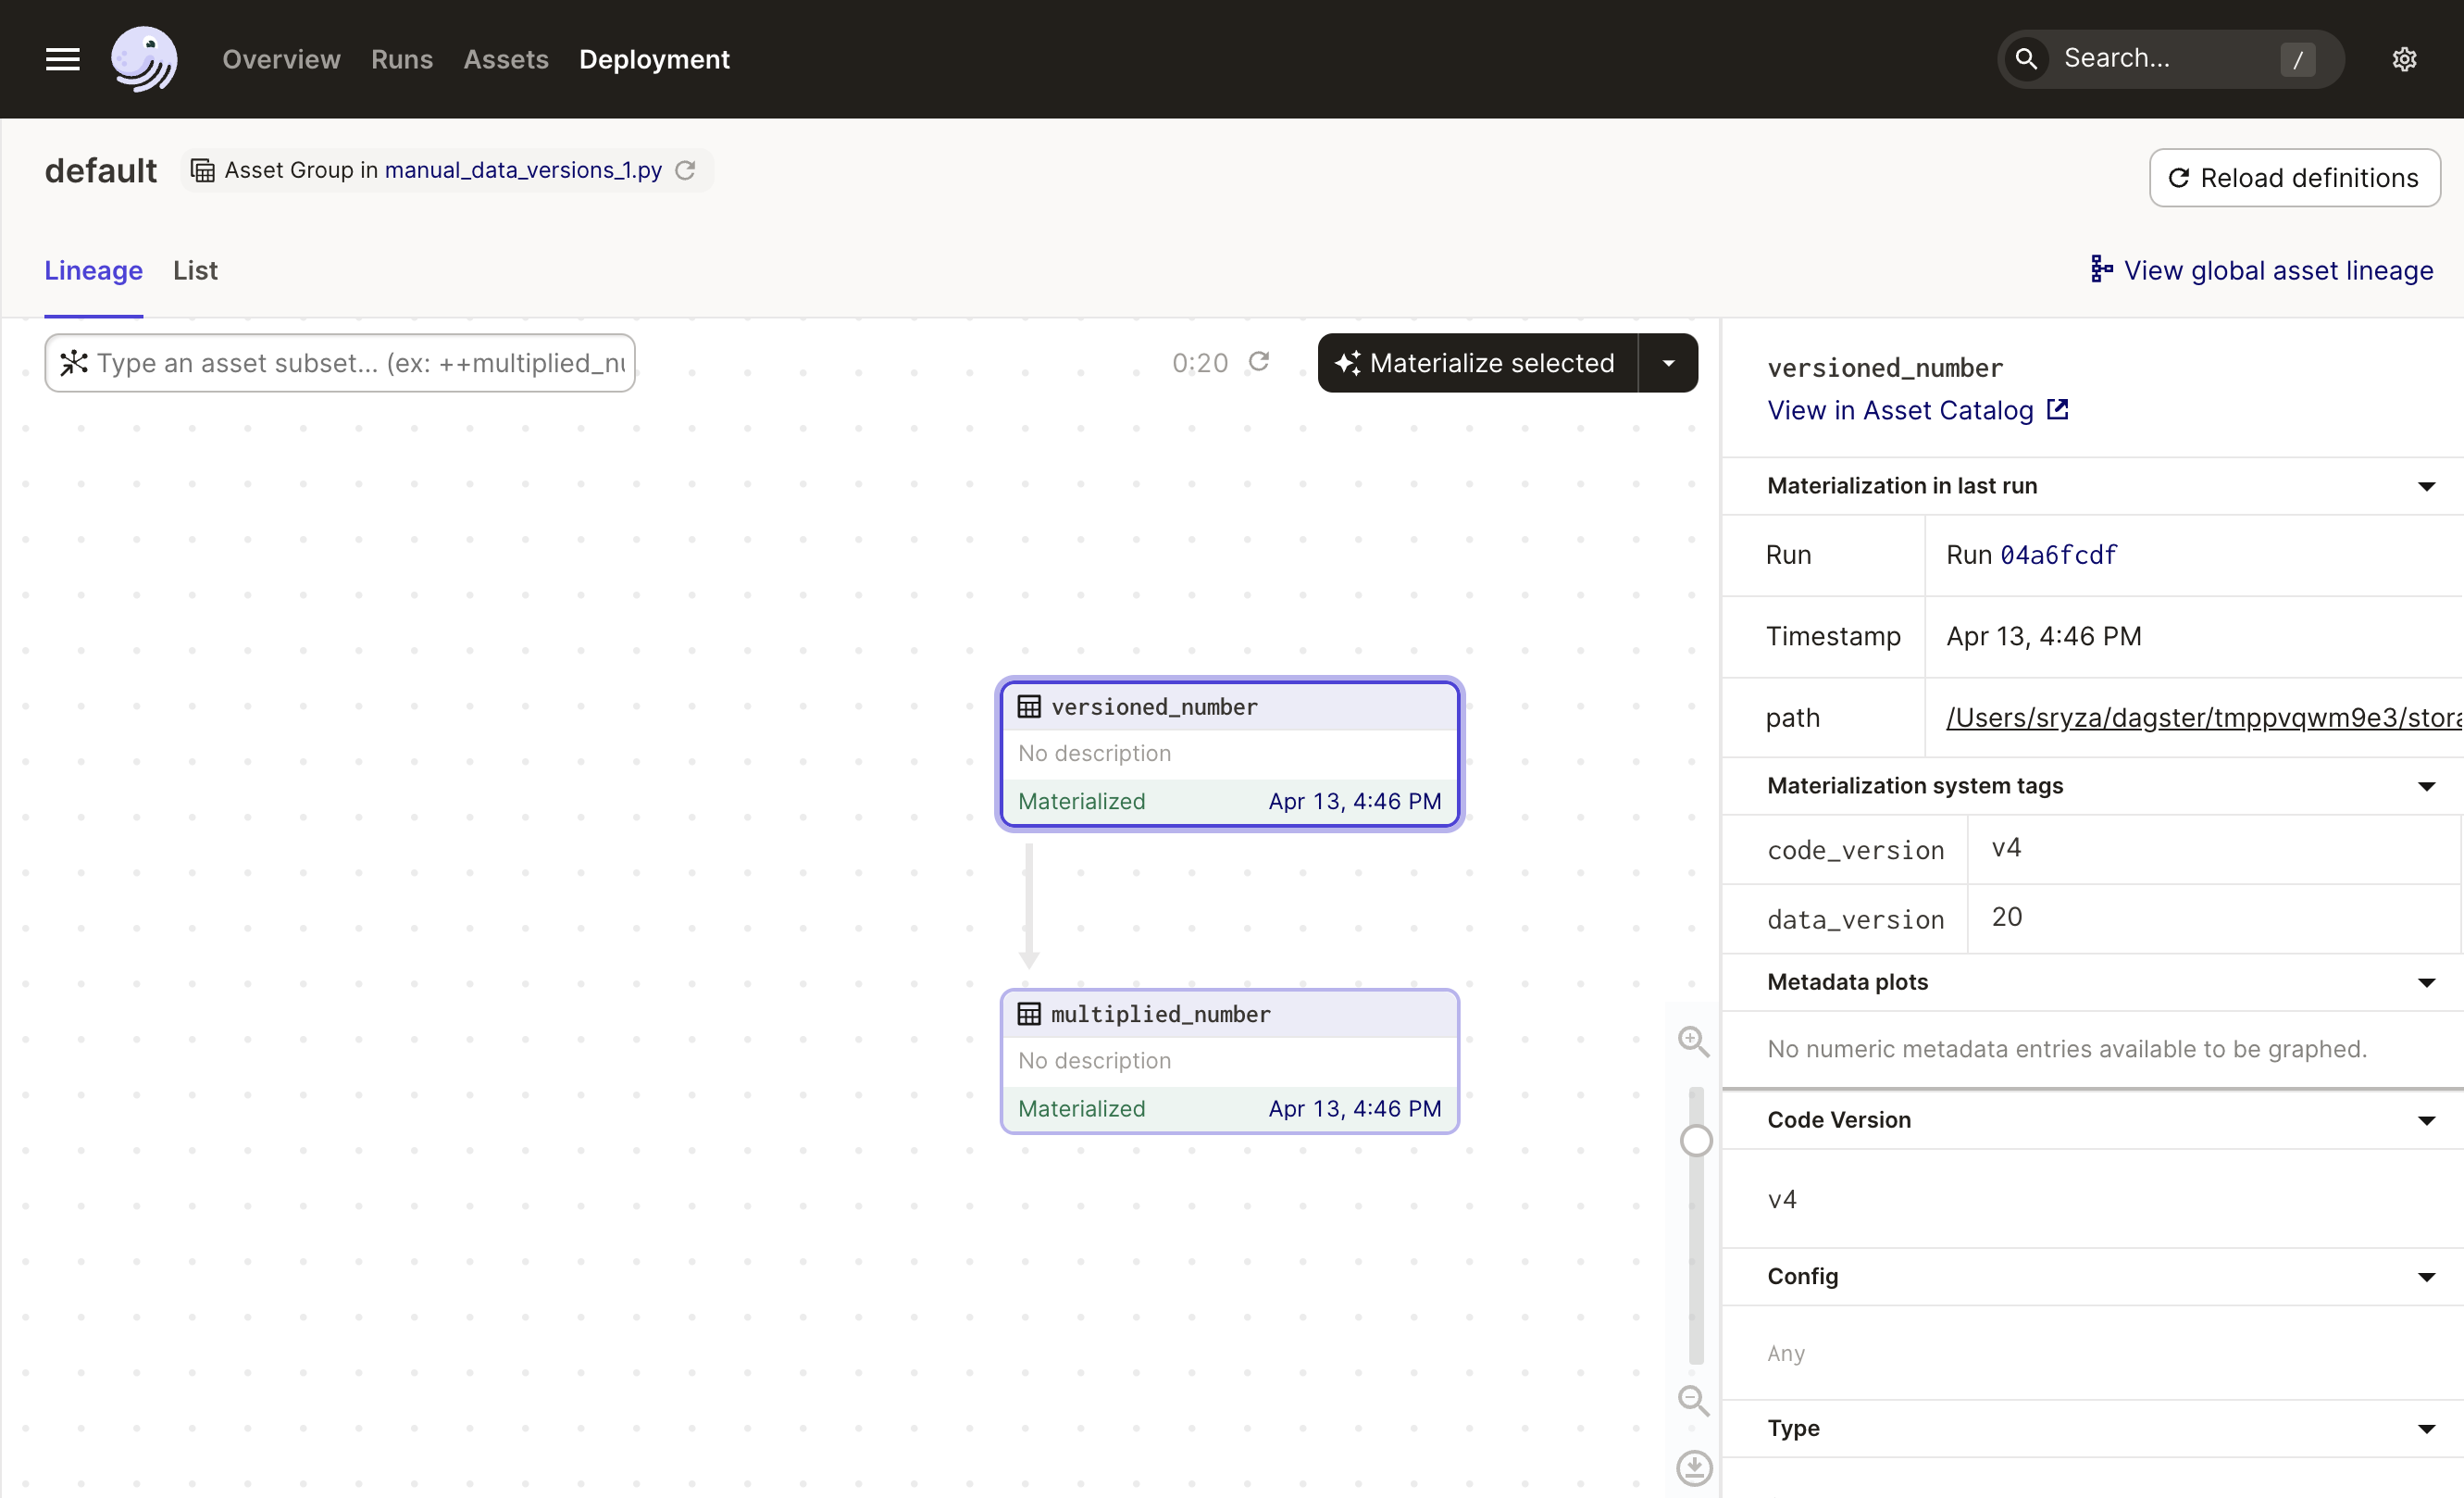 Overview Runs Assets Deployment Search... /
default Asset Group in manual_data_versions_1.py Reload definitions
Lineage List View global asset lineage
Type an asset subset… (ex: ++multiplied_nu 0:20 Materialize selected
versioned_number
No description
Materialized Apr 13, 4:46 PM
multiplied_number
No description
Materialized Apr 13, 4:46 PM
versioned_number
View in Asset Catalog
Materialization in last run
Run Run 04a6fcdf
Timestamp Apr 13, 4:46 PM
path /Users/sryza/dagster/tmppvqwm9e3/stora
Materialization system tags
code_version v4
data_version 20
Metadata plots
No numeric metadata entries available to be graphed.
Code Version
v4
Config
Any
Type